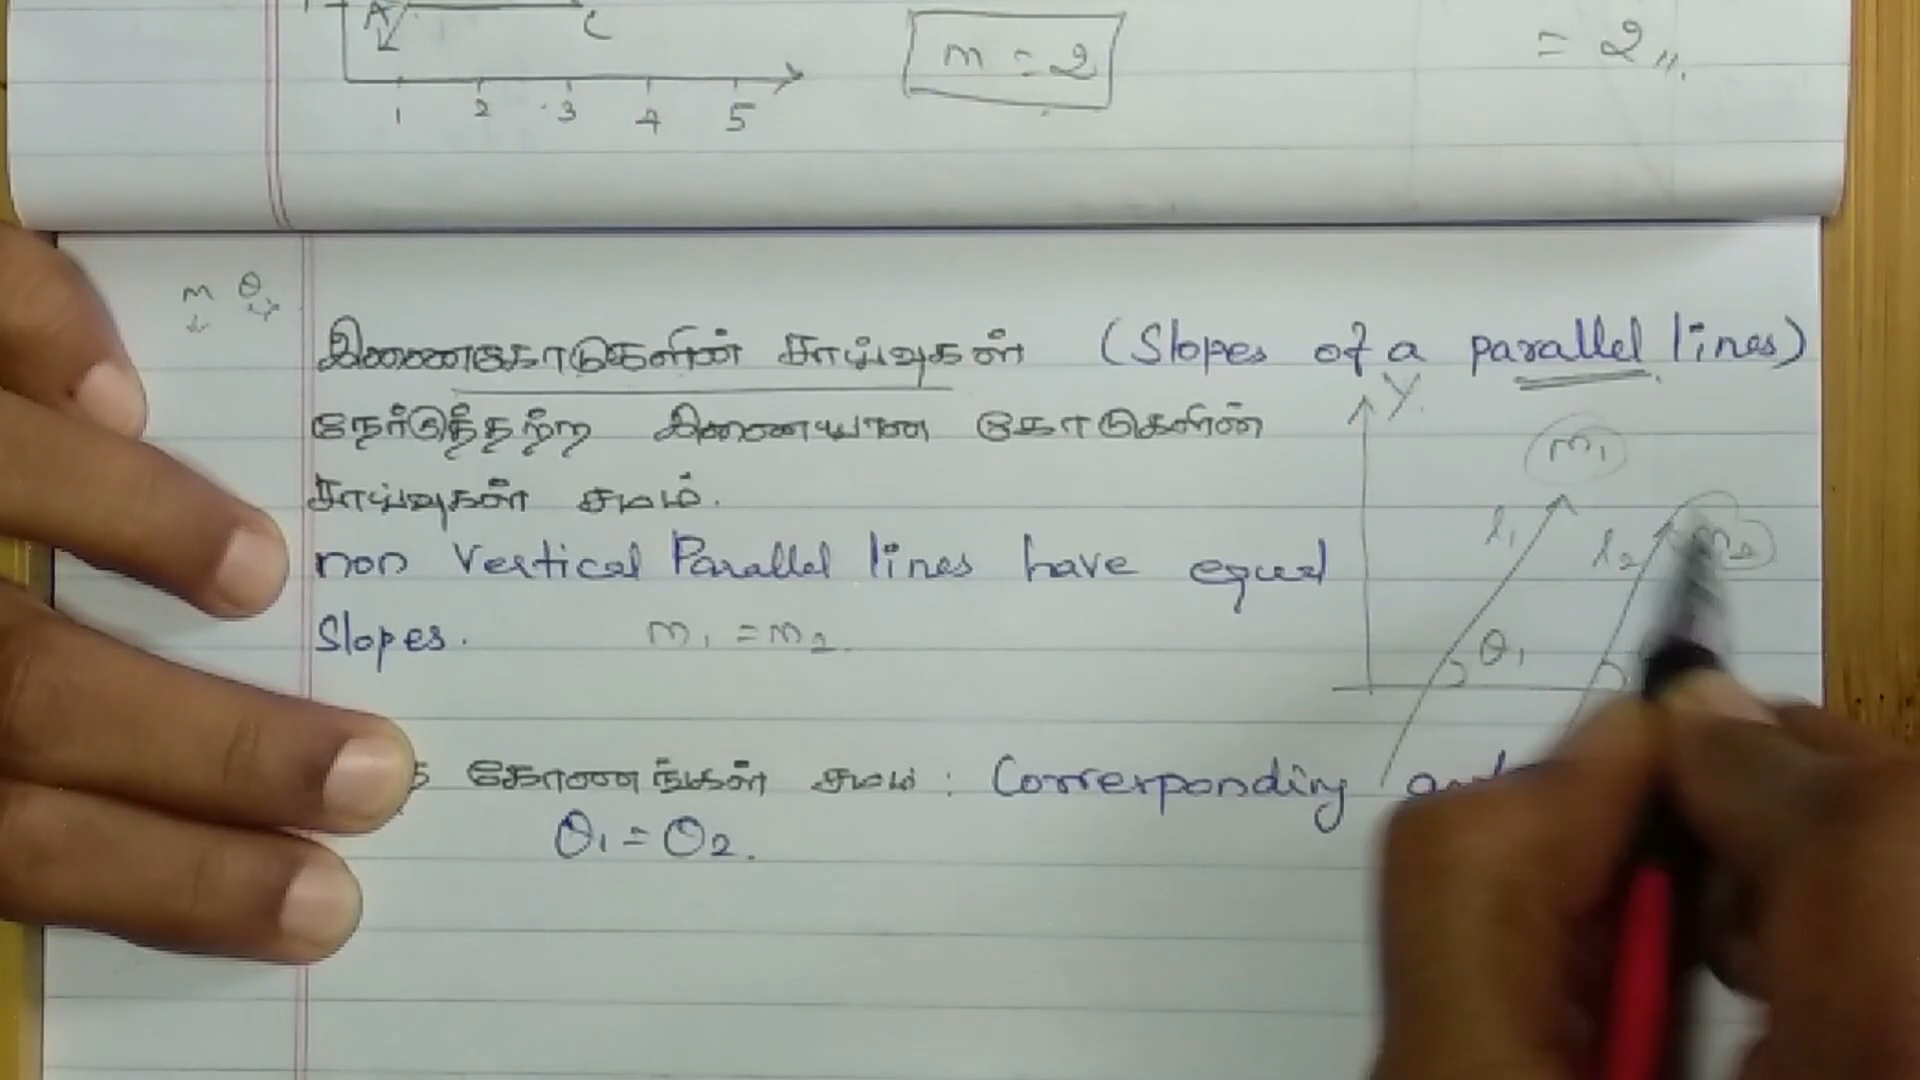 A C
m = 2
= 2 //.
1 2 3 4 5
m θ
இணைகோடுகளின் சாய்வுகள் (Slopes of a parallel lines)
நேர்குத்தற்ற இணையான கோடுகளின்
சாய்வுகள் சமம்.
non Vertical Parallel lines have equal
Slopes. m₁ = m₂.
Y
m₁
l₁ l₂ m₂
θ₁
கோணங்கள் சமம் : Corresponding
θ₁ = θ₂.